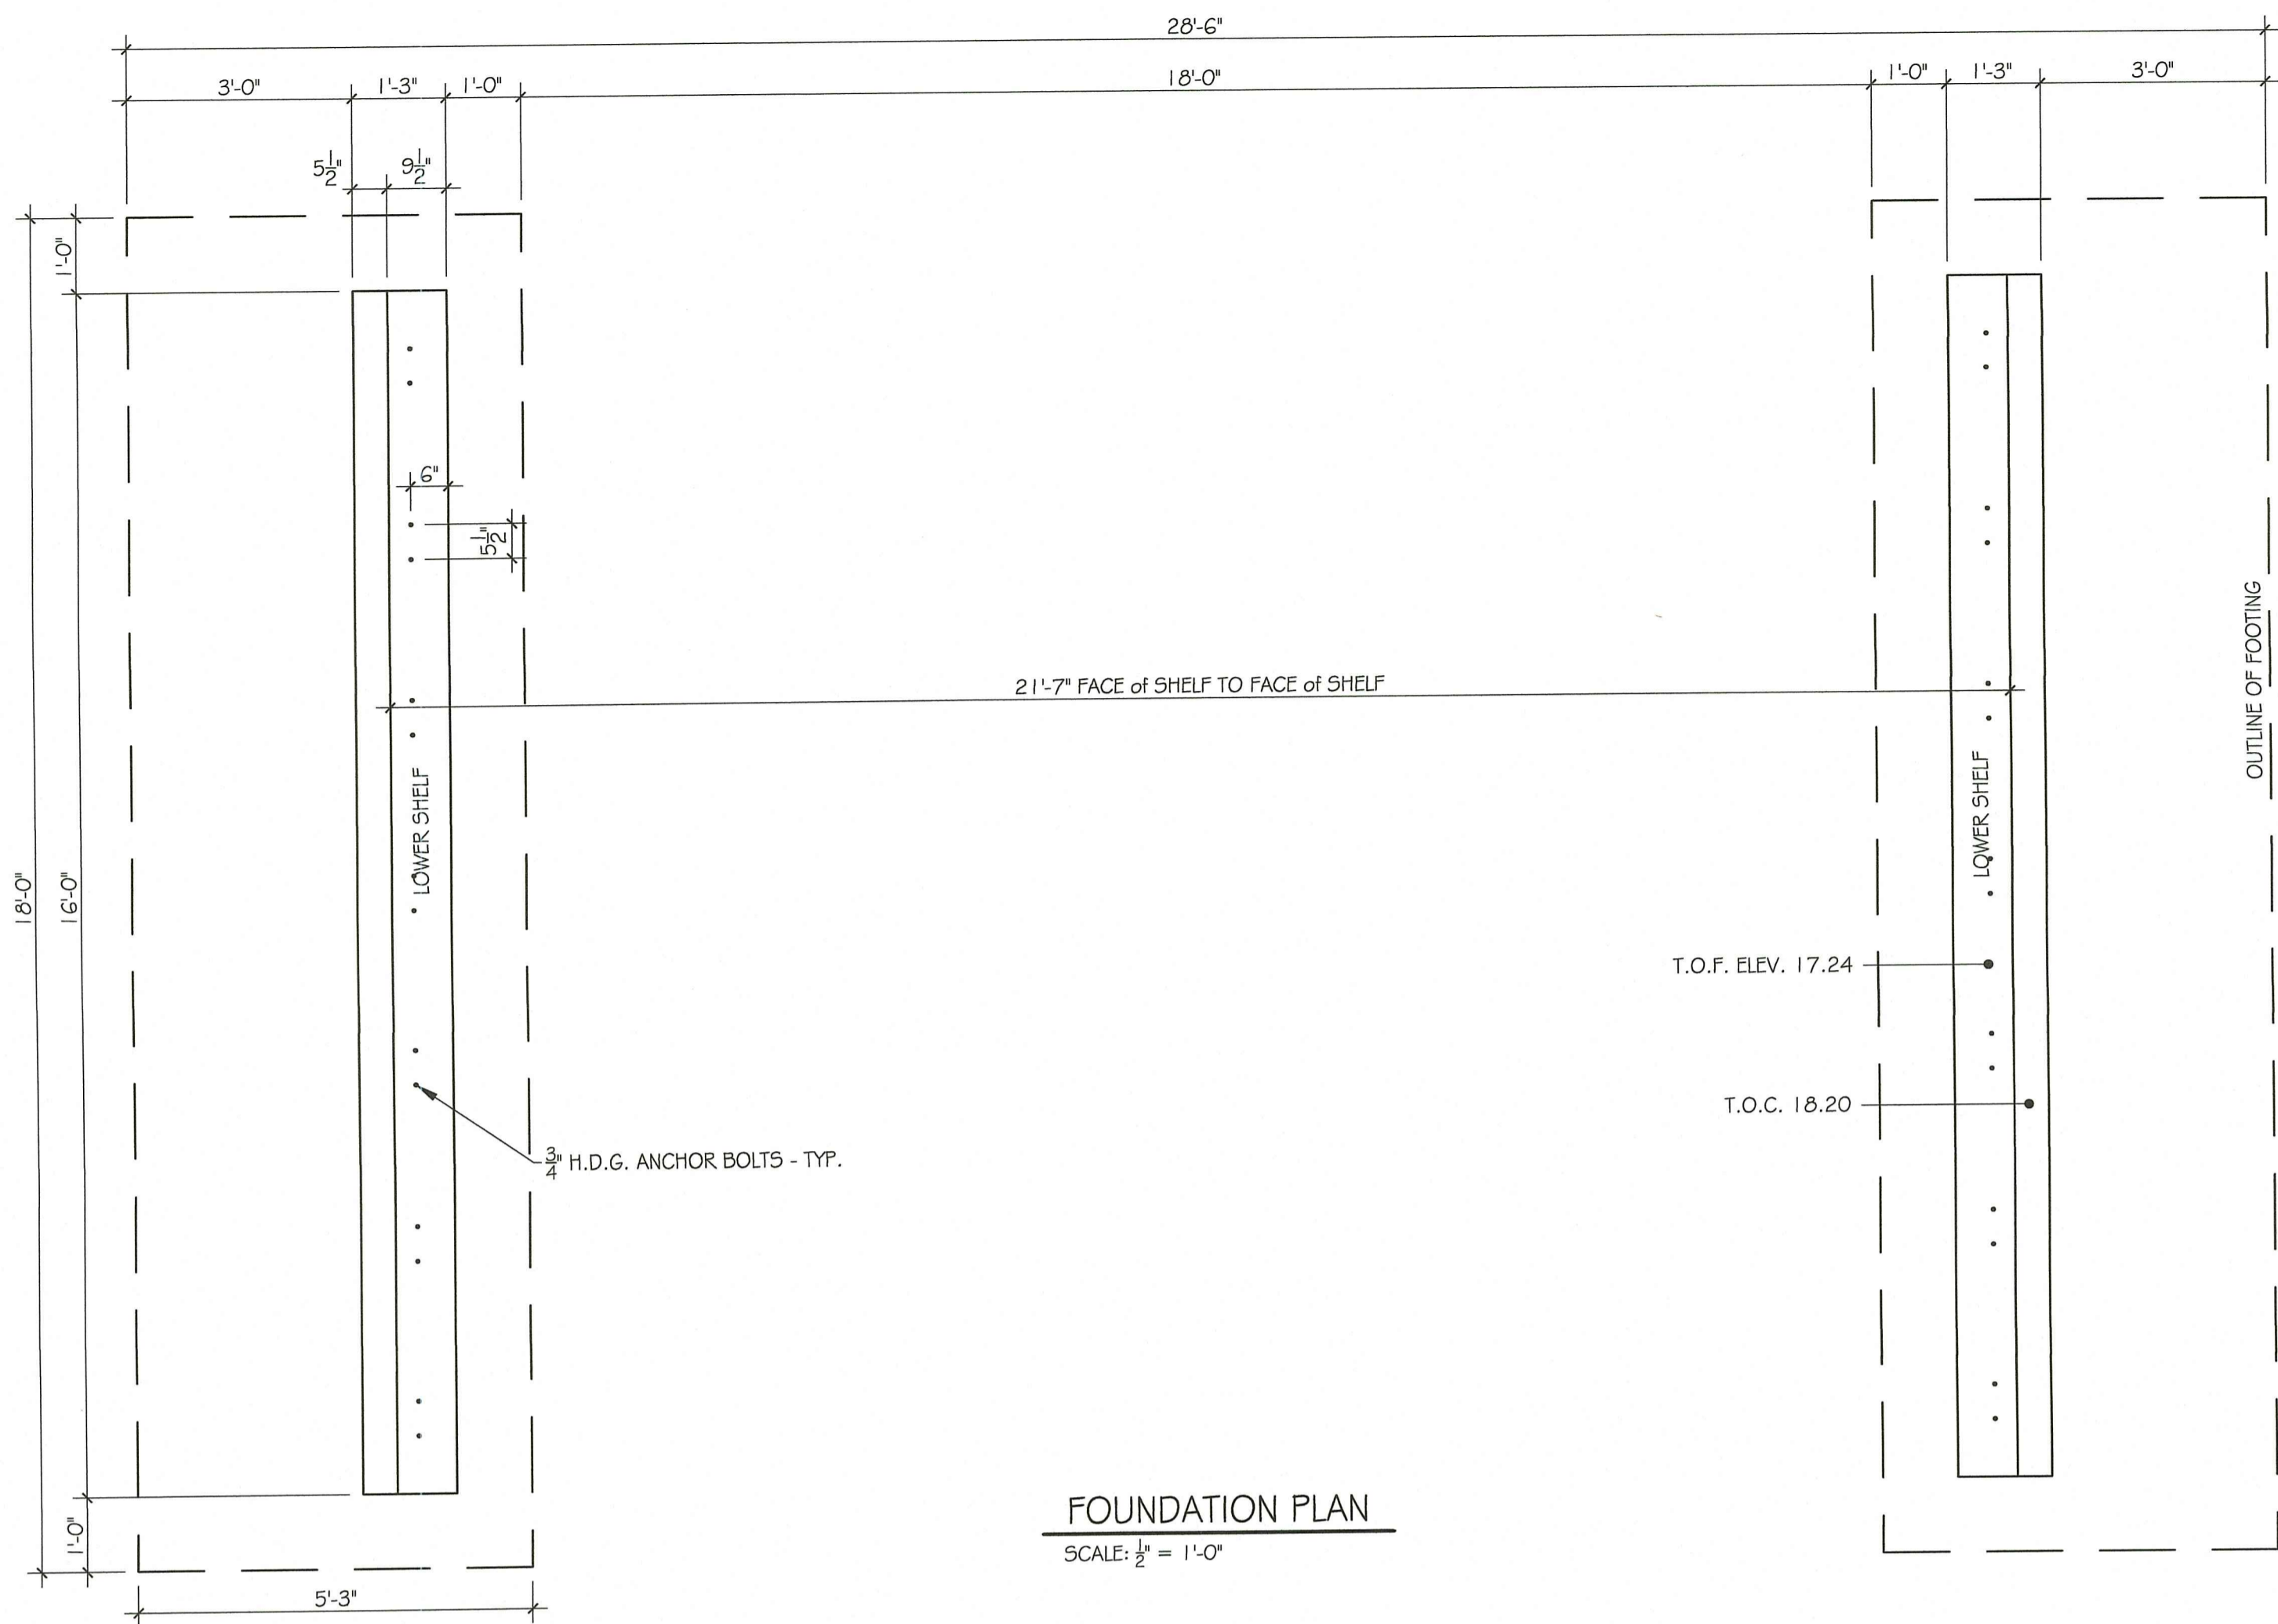 28'-6"
3'-0"
1'-3"
1'-0"
18'-0"
1'-0"
1'-3"
3'-0"
5 1/2"
9 1/2"
1'-0"
6"
5 1/2"
21'-7" FACE of SHELF TO FACE of SHELF
OUTLINE OF FOOTING
LOWER SHELF
LOWER SHELF
18'-0"
16'-0"
T.O.F. ELEV. 17.24
T.O.C. 18.20
3/4" H.D.G. ANCHOR BOLTS - TYP.
FOUNDATION PLAN
SCALE: 1/2" = 1'-0"
1'-0"
5'-3"